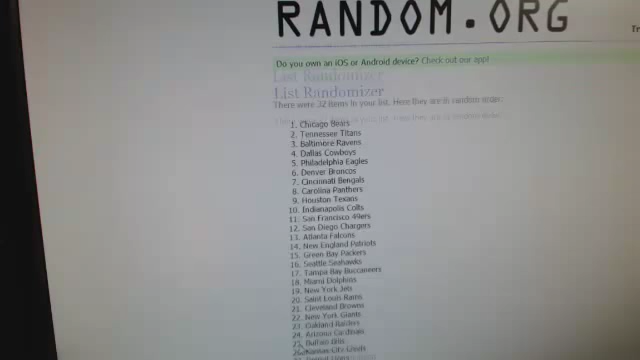 RANDOM.ORG
Do you own an iOS or Android device? Check out our app!
List Randomizer
List Randomizer
There were 32 items in your list. Here they are in random order:
1. Chicago Bears
2. Tennessee Titans
3. Baltimore Ravens
4. Dallas Cowboys
5. Philadelphia Eagles
6. Denver Broncos
7. Cincinnati Bengals
8. Carolina Panthers
9. Houston Texans
10. Indianapolis Colts
11. San Francisco 49ers
12. San Diego Chargers
13. Atlanta Falcons
14. New England Patriots
15. Green Bay Packers
16. Seattle Seahawks
17. Tampa Bay Buccaneers
18. Miami Dolphins
19. New York Jets
20. Saint Louis Rams
21. Cleveland Browns
22. New York Giants
23. Oakland Raiders
24. Arizona Cardinals
25. Buffalo Bills
26. Kansas City Chiefs